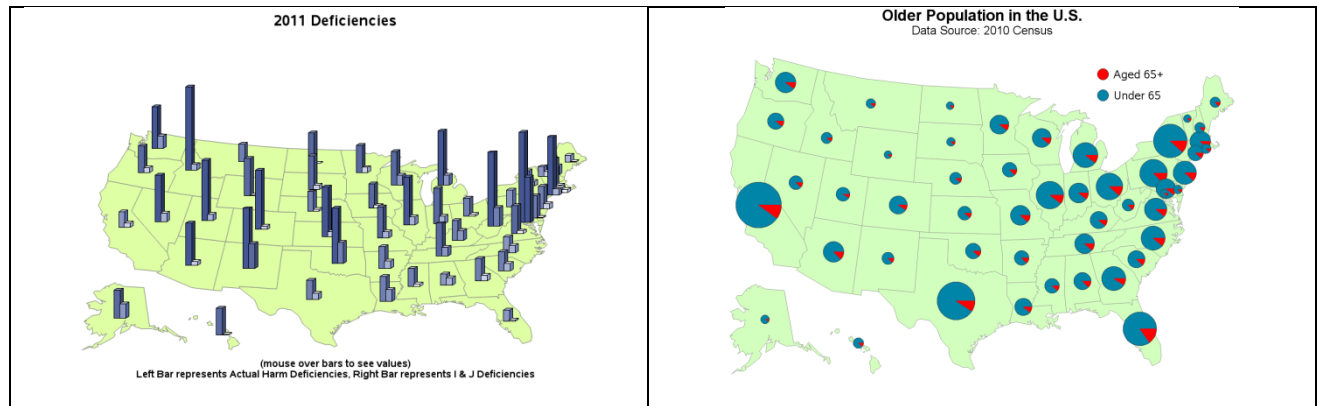 2011 Deficiencies
(mouse over bars to see values)
Left Bar represents Actual Harm Deficiencies, Right Bar represents I & J Deficiencies
Older Population in the U.S.
Data Source: 2010 Census
Aged 65+
Under 65